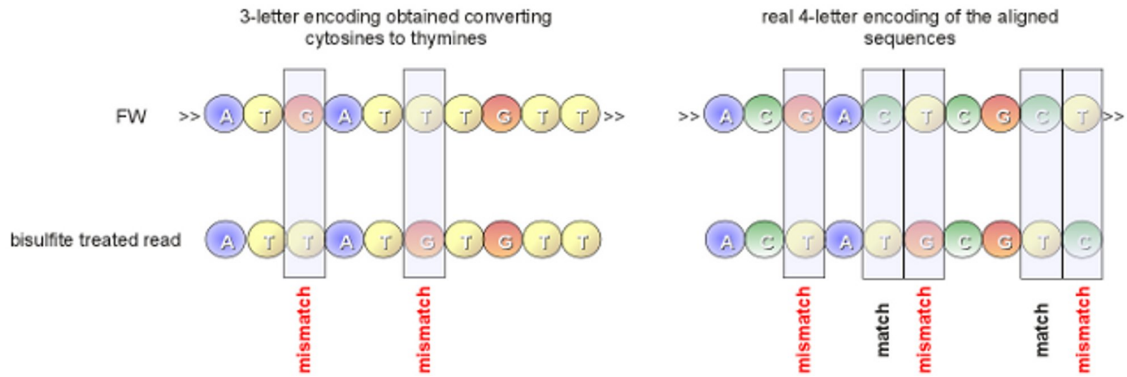 3-letter encoding obtained converting
cytosines to thymines
real 4-letter encoding of the aligned
sequences
FW >> A T G A T T T G T T >> >> A C G A C T C G C T >>
bisulfite treated read A T T A T G T G T T A C T A T G C G T C
mismatch mismatch mismatch match mismatch match mismatch